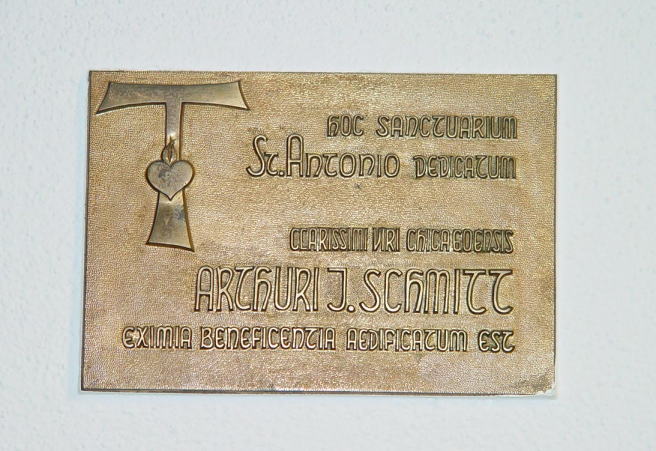 HOC SANCTUARIUM
St. Antonio DEDICATUM
CLARISSIMI VIRI CHICAGOENSIS
ARTHURI J. SCHMITT
EXIMIA BENEFICENTIA AEDIFICATUM EST